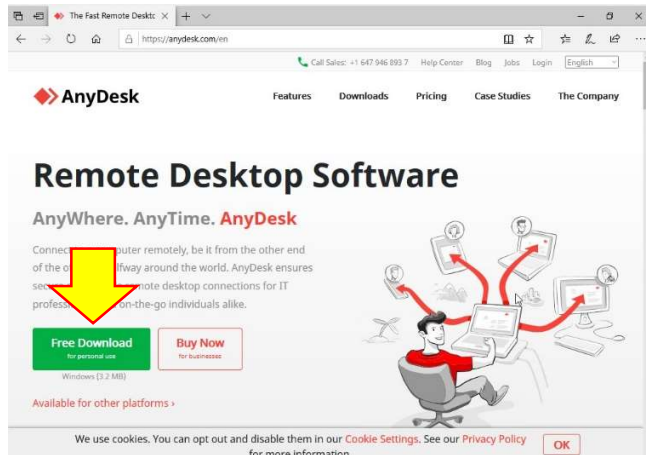 The Fast Remote Desktc
https://anydesk.com/en
Call Sales: +1 647 946 893 7 Help Center Blog Jobs Login English
AnyDesk Features Downloads Pricing Case Studies The Company
Remote Desktop Software
AnyWhere. AnyTime. AnyDesk
Connec uter remotely, be it from the other end
of the o lfway around the world. AnyDesk ensures
sec mote desktop connections for IT
profess on-the-go individuals alike.
Free Download
for personal use
Buy Now
for businesses
Windows (3.2 MB)
Available for other platforms ›
We use cookies. You can opt out and disable them in our Cookie Settings. See our Privacy Policy
for more information
OK